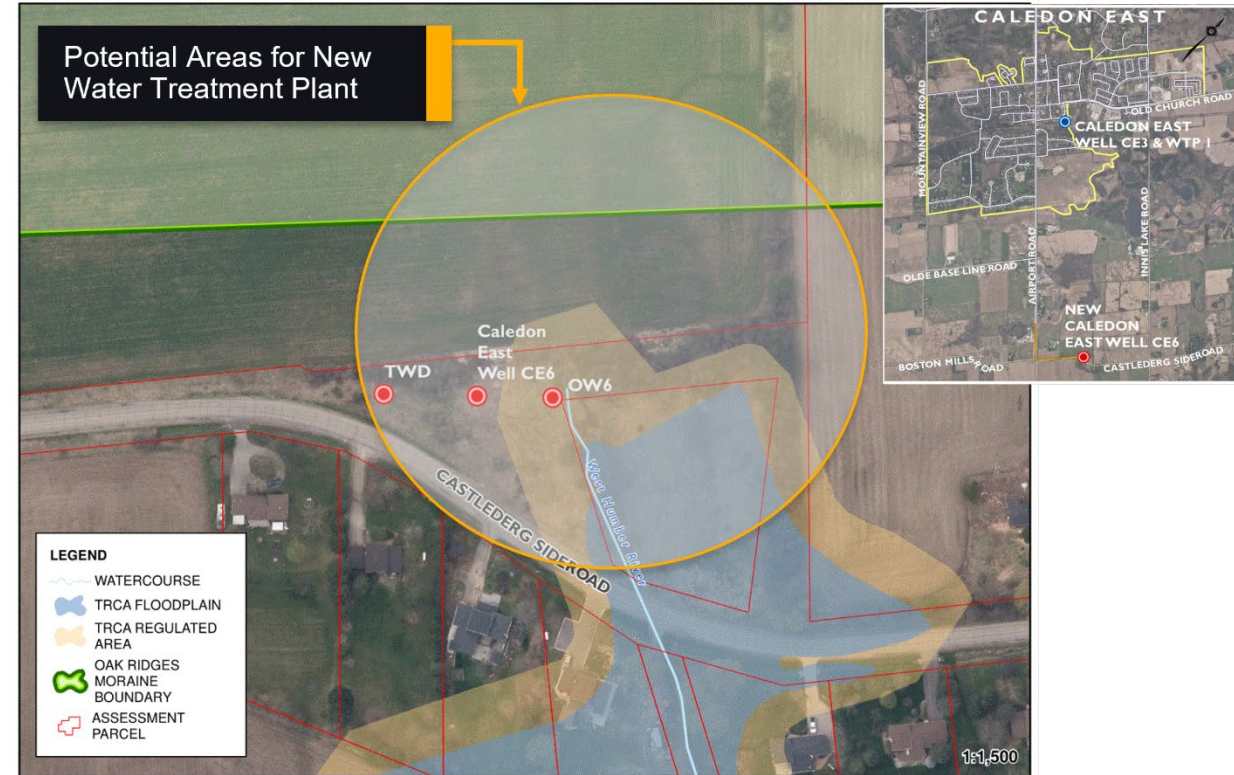 Potential Areas for New
Water Treatment Plant
CALEDON EAST
MOUNTAINVIEW ROAD
OLD CHURCH ROAD
CALEDON EAST
WELL CE3 & WTP 1
AIRPORT ROAD
INNIS LAKE ROAD
OLDE BASE LINE ROAD
NEW
CALEDON
EAST WELL CE6
BOSTON MILLS ROAD
CASTLEDERG SIDEROAD
TWD
Caledon
East
Well CE6
OW6
West Humber River
CASTLEDERG SIDEROAD
LEGEND
WATERCOURSE
TRCA FLOODPLAIN
TRCA REGULATED
AREA
OAK RIDGES
MORAINE
BOUNDARY
ASSESSMENT
PARCEL
1:1,500